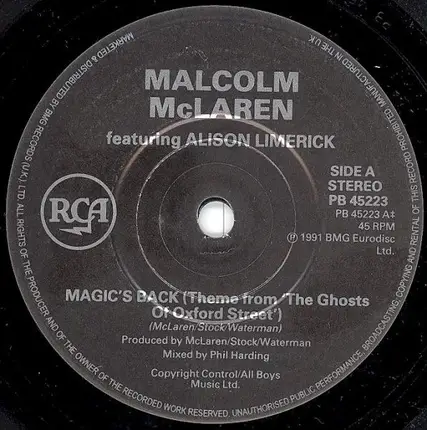 MARKETED & DISTRIBUTED BY BMG RECORDS (U.K.) LTD. ALL RIGHTS OF THE PRODUCER AND OF THE OWNER OF THE RECORDED WORK RESERVED. UNAUTHORISED PUBLIC PERFORMANCE, BROADCASTING, COPYING AND RENTAL OF THIS RECORD PROHIBITED. MANUFACTURED IN THE U.K.
MALCOLM
McLAREN
featuring ALISON LIMERICK
SIDE A
STEREO
PB 45223
PB 45223 A‡
45 RPM
℗ 1991 BMG Eurodisc
Ltd.
RCA
MAGIC'S BACK (Theme from 'The Ghosts
Of Oxford Street')
(McLaren/Stock/Waterman)
Produced by McLaren/Stock/Waterman
Mixed by Phil Harding
Copyright Control/All Boys
Music Ltd.